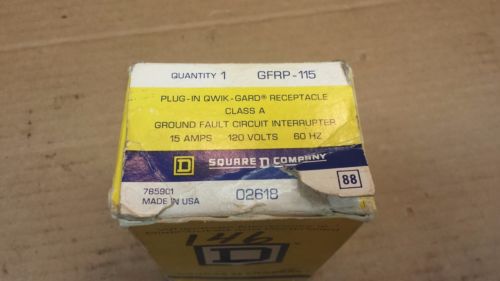 QUANTITY 1 GFRP-115
PLUG-IN QWIK-GARD® RECEPTACLE
CLASS A
GROUND FAULT CIRCUIT INTERRUPTER
15 AMPS 120 VOLTS 60 HZ
D SQUARE D COMPANY
88
765901
MADE IN USA
02618
146
D